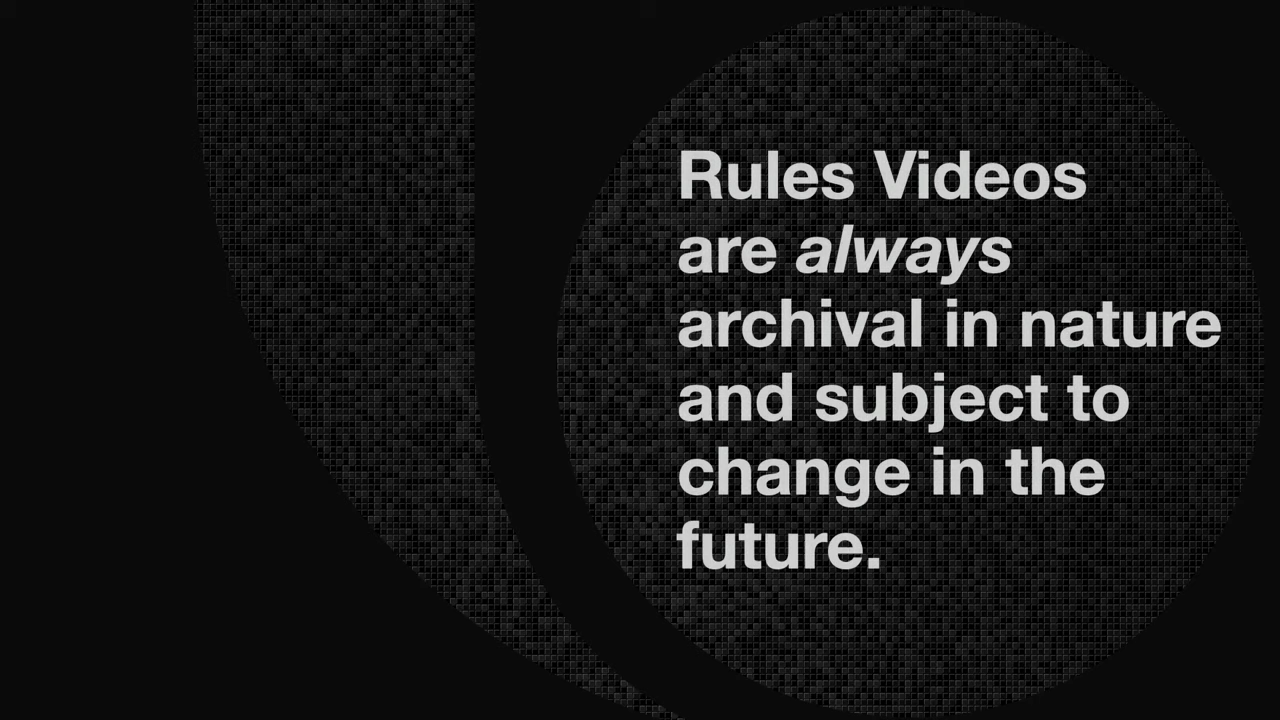 Rules Videos
are always
archival in nature
and subject to
change in the
future.